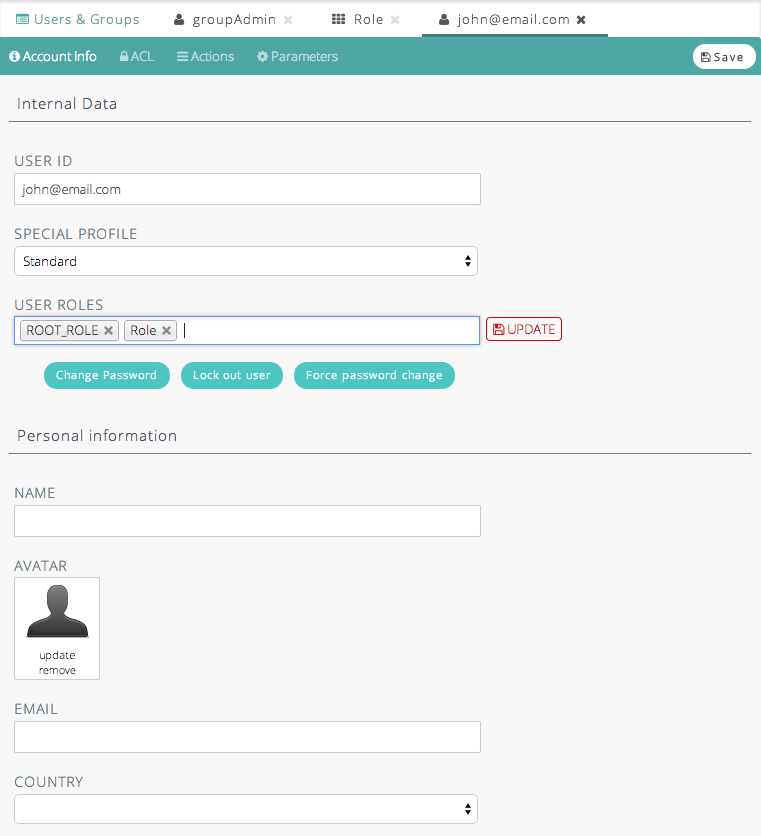 Users & Groups groupAdmin Role john@email.com
Account Info ACL Actions Parameters Save
Internal Data
USER ID
john@email.com
SPECIAL PROFILE
Standard
USER ROLES
ROOT_ROLE Role UPDATE
Change Password Lock out user Force password change
Personal information
NAME
AVATAR
update
remove
EMAIL
COUNTRY